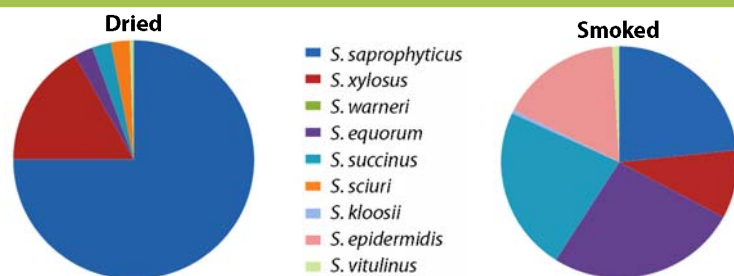 Dried
Smoked
S. saprophyticus
S. xylosus
S. warneri
S. equorum
S. succinus
S. sciuri
S. kloosii
S. epidermidis
S. vitulinus